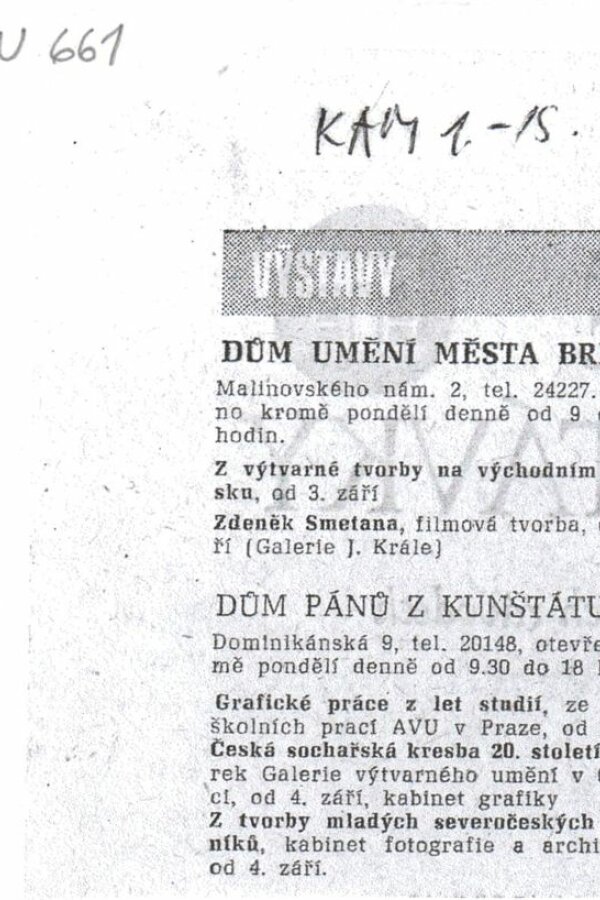 U 661
KAM 1.-15.
VÝSTAVY
DŮM UMĚNÍ MĚSTA BR
Malinovského nám. 2, tel. 24227.
no kromě pondělí denně od 9
hodin.
Z výtvarné tvorby na východním
sku, od 3. září
Zdeněk Smetana, filmová tvorba,
ří (Galerie J. Krále)
DŮM PÁNŮ Z KUNŠTÁTU
Dominikánská 9, tel. 20148, otevře
mě pondělí denně od 9.30 do 18
Grafické práce z let studií, ze
školních prací AVU v Praze, od
Česká sochařská kresba 20. století
rek Galerie výtvarného umění v
ci, od 4. září, kabinet grafiky
Z tvorby mladých severočeských
níků, kabinet fotografie a archi
od 4. září.